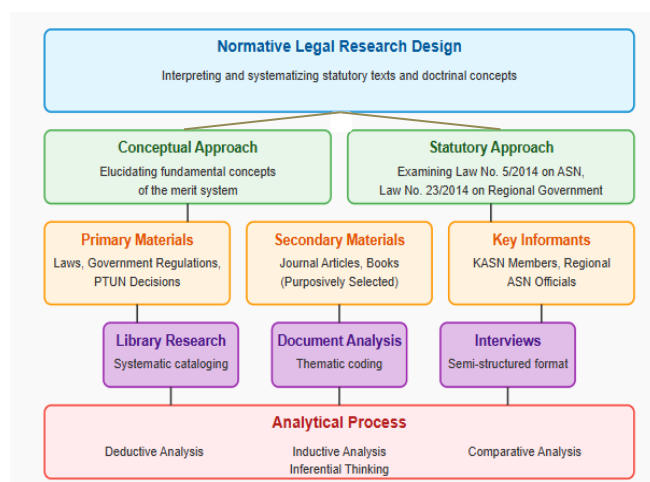 Normative Legal Research Design
Interpreting and systematizing statutory texts and doctrinal concepts
Conceptual Approach
Elucidating fundamental concepts
of the merit system
Statutory Approach
Examining Law No. 5/2014 on ASN,
Law No. 23/2014 on Regional Government
Primary Materials
Laws, Government Regulations,
PTUN Decisions
Secondary Materials
Journal Articles, Books
(Purposively Selected)
Key Informants
KASN Members, Regional
ASN Officials
Library Research
Systematic cataloging
Document Analysis
Thematic coding
Interviews
Semi-structured format
Analytical Process
Deductive Analysis
Inductive Analysis
Inferential Thinking
Comparative Analysis